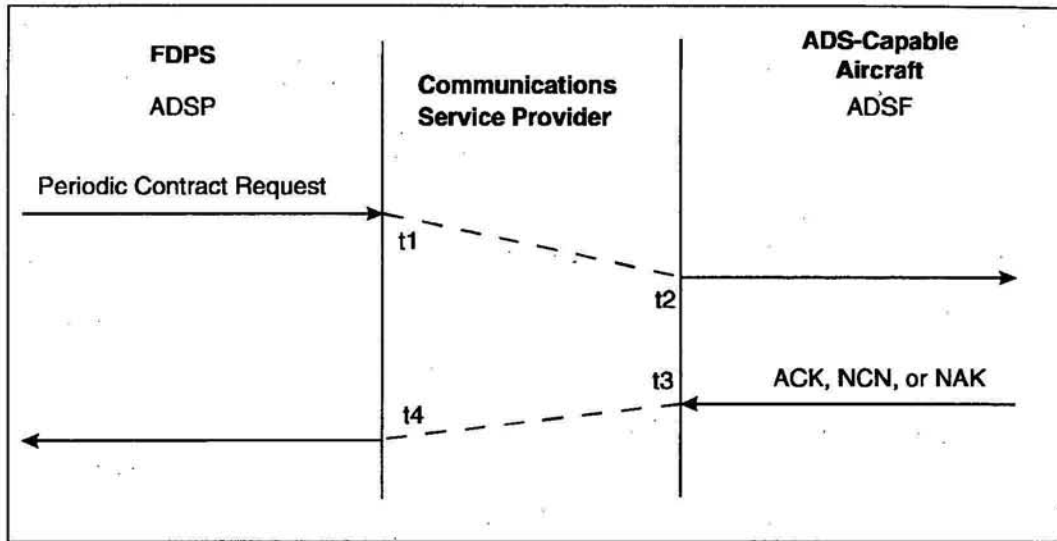 FDPS
ADSP
Communications
Service Provider
ADS-Capable
Aircraft
ADSF
Periodic Contract Request
t1
t2
t3
ACK, NCN, or NAK
t4